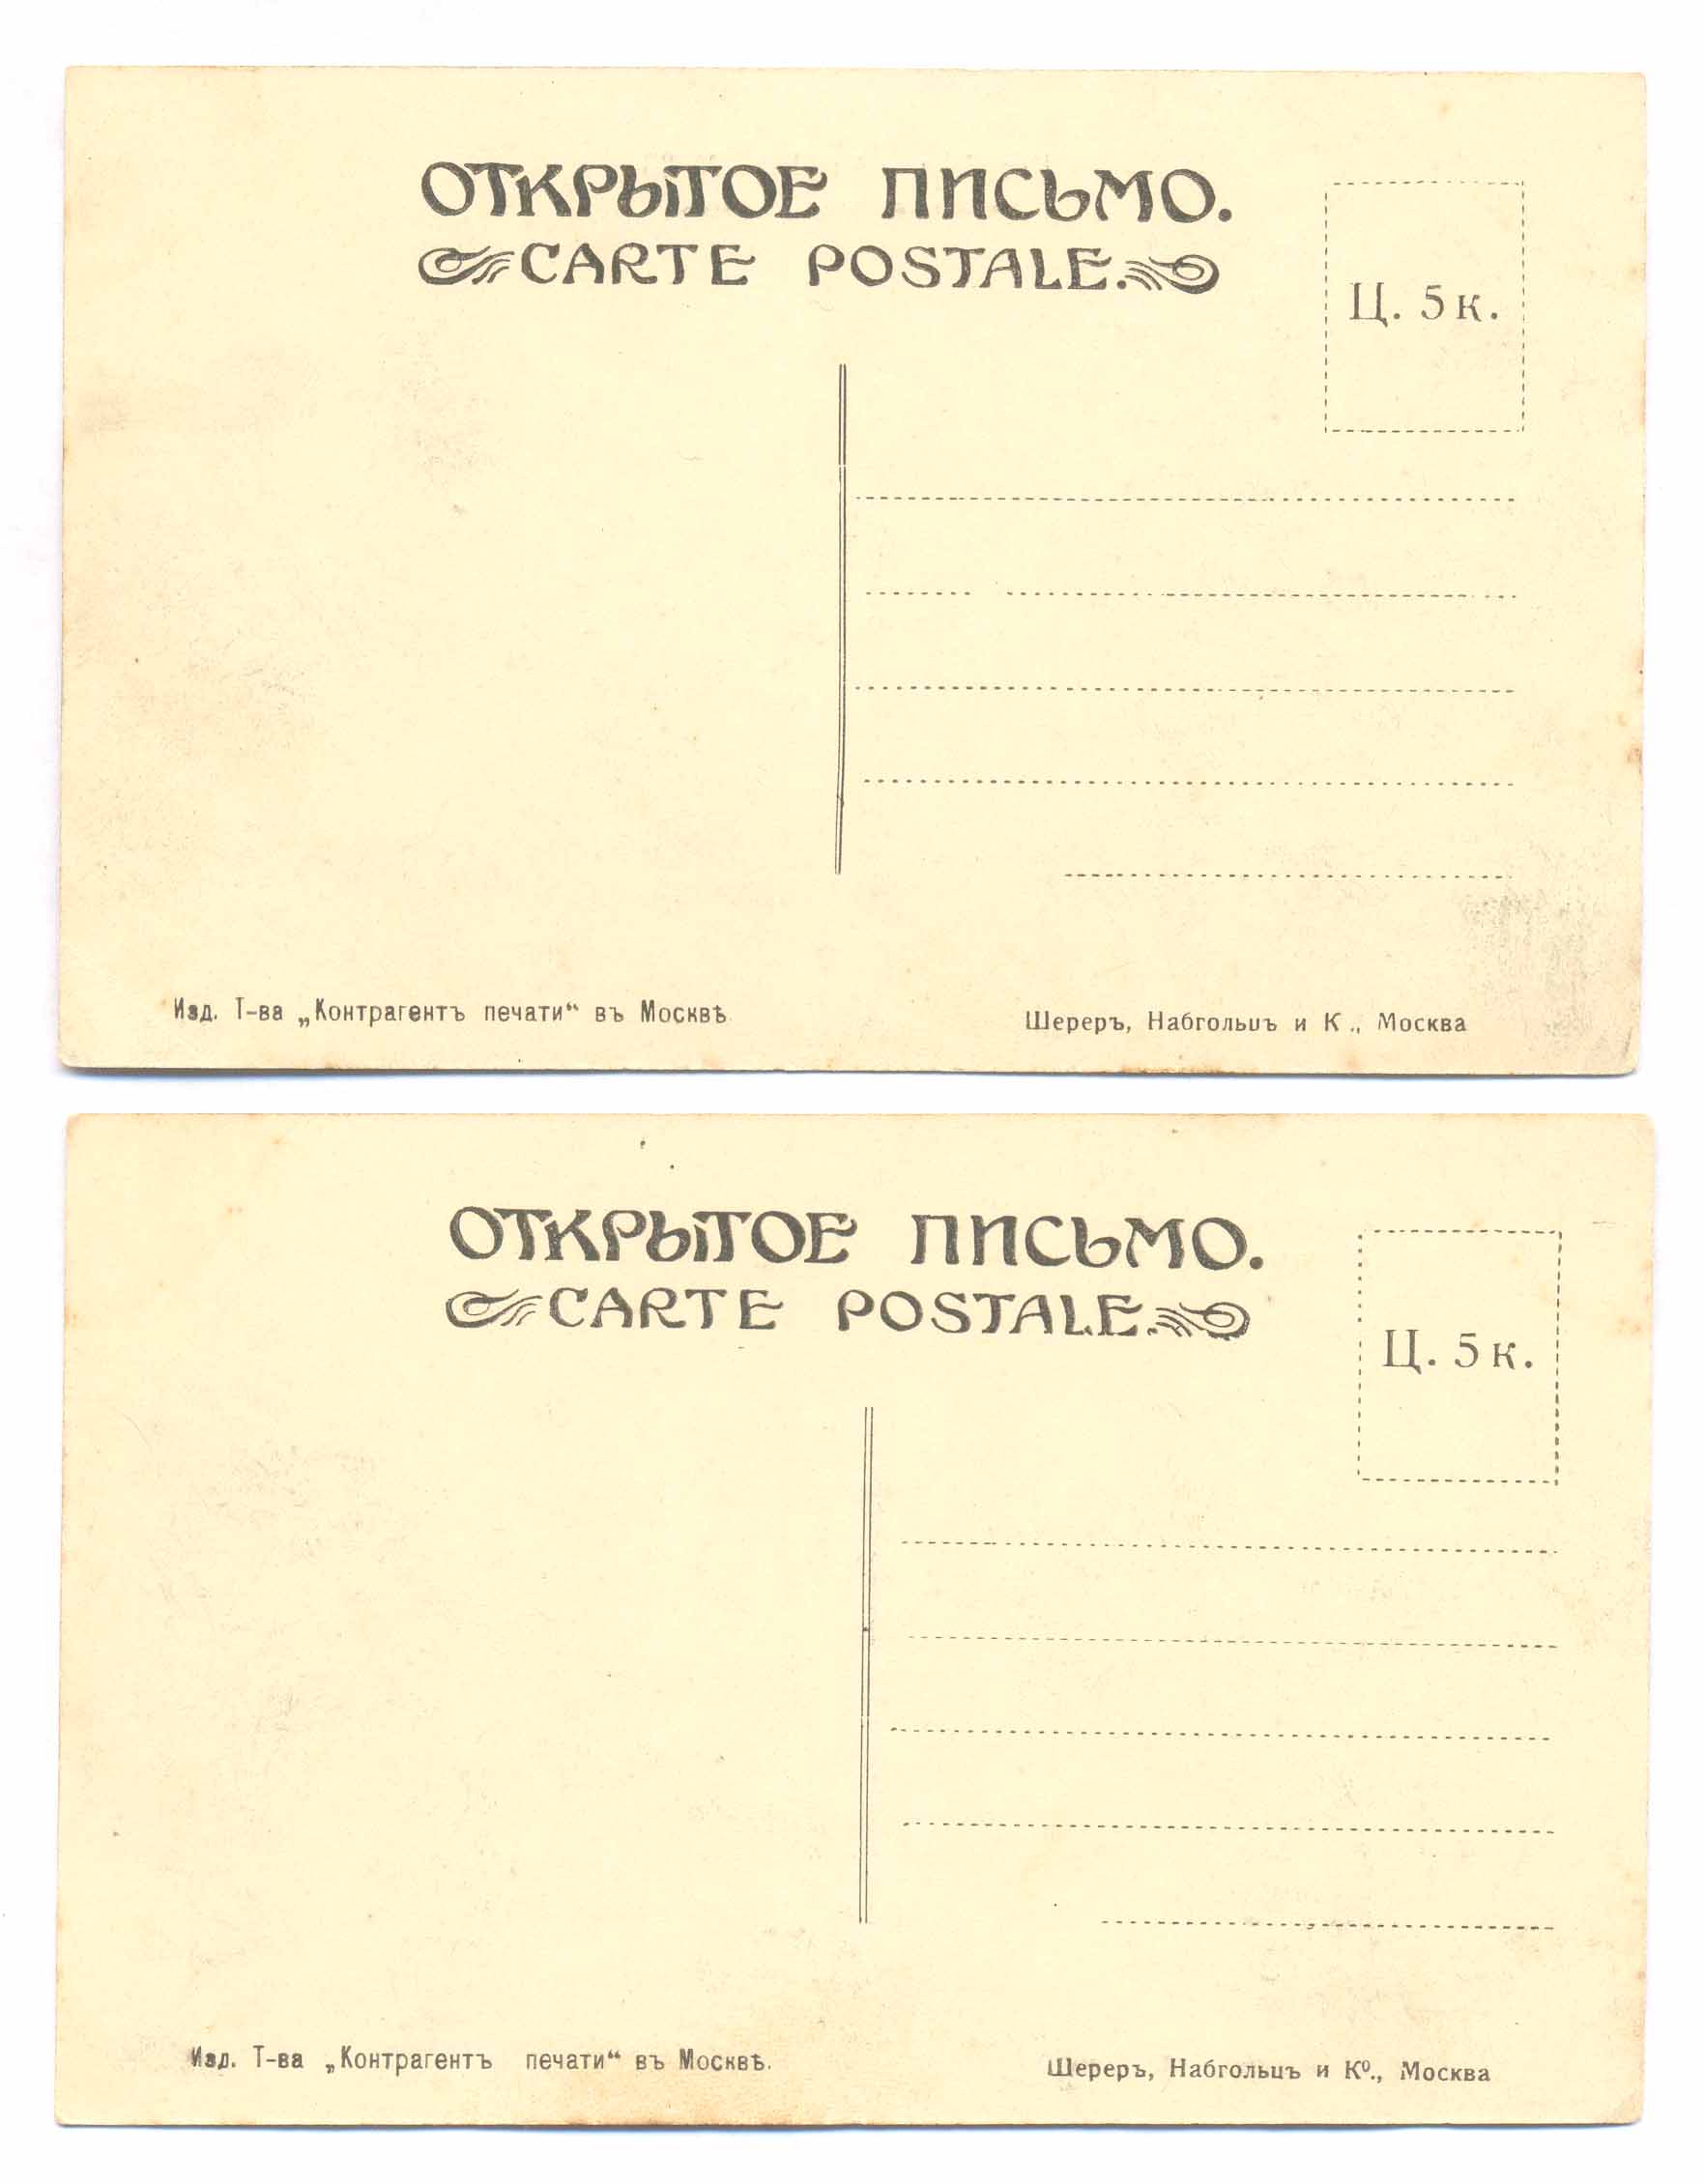 ОТКРЫТОЕ ПИСЬМО.
CARTE POSTALE.
Ц. 5 к.
Изд. Т-ва „Контрагентъ печати“ въ Москвѣ
Шереръ, Набгольцъ и К ., Москва
ОТКРЫТОЕ ПИСЬМО.
CARTE POSTALE.
Ц. 5 к.
Изд. Т-ва „Контрагентъ печати“ въ Москвѣ.
Шереръ, Набгольцъ и Кº., Москва